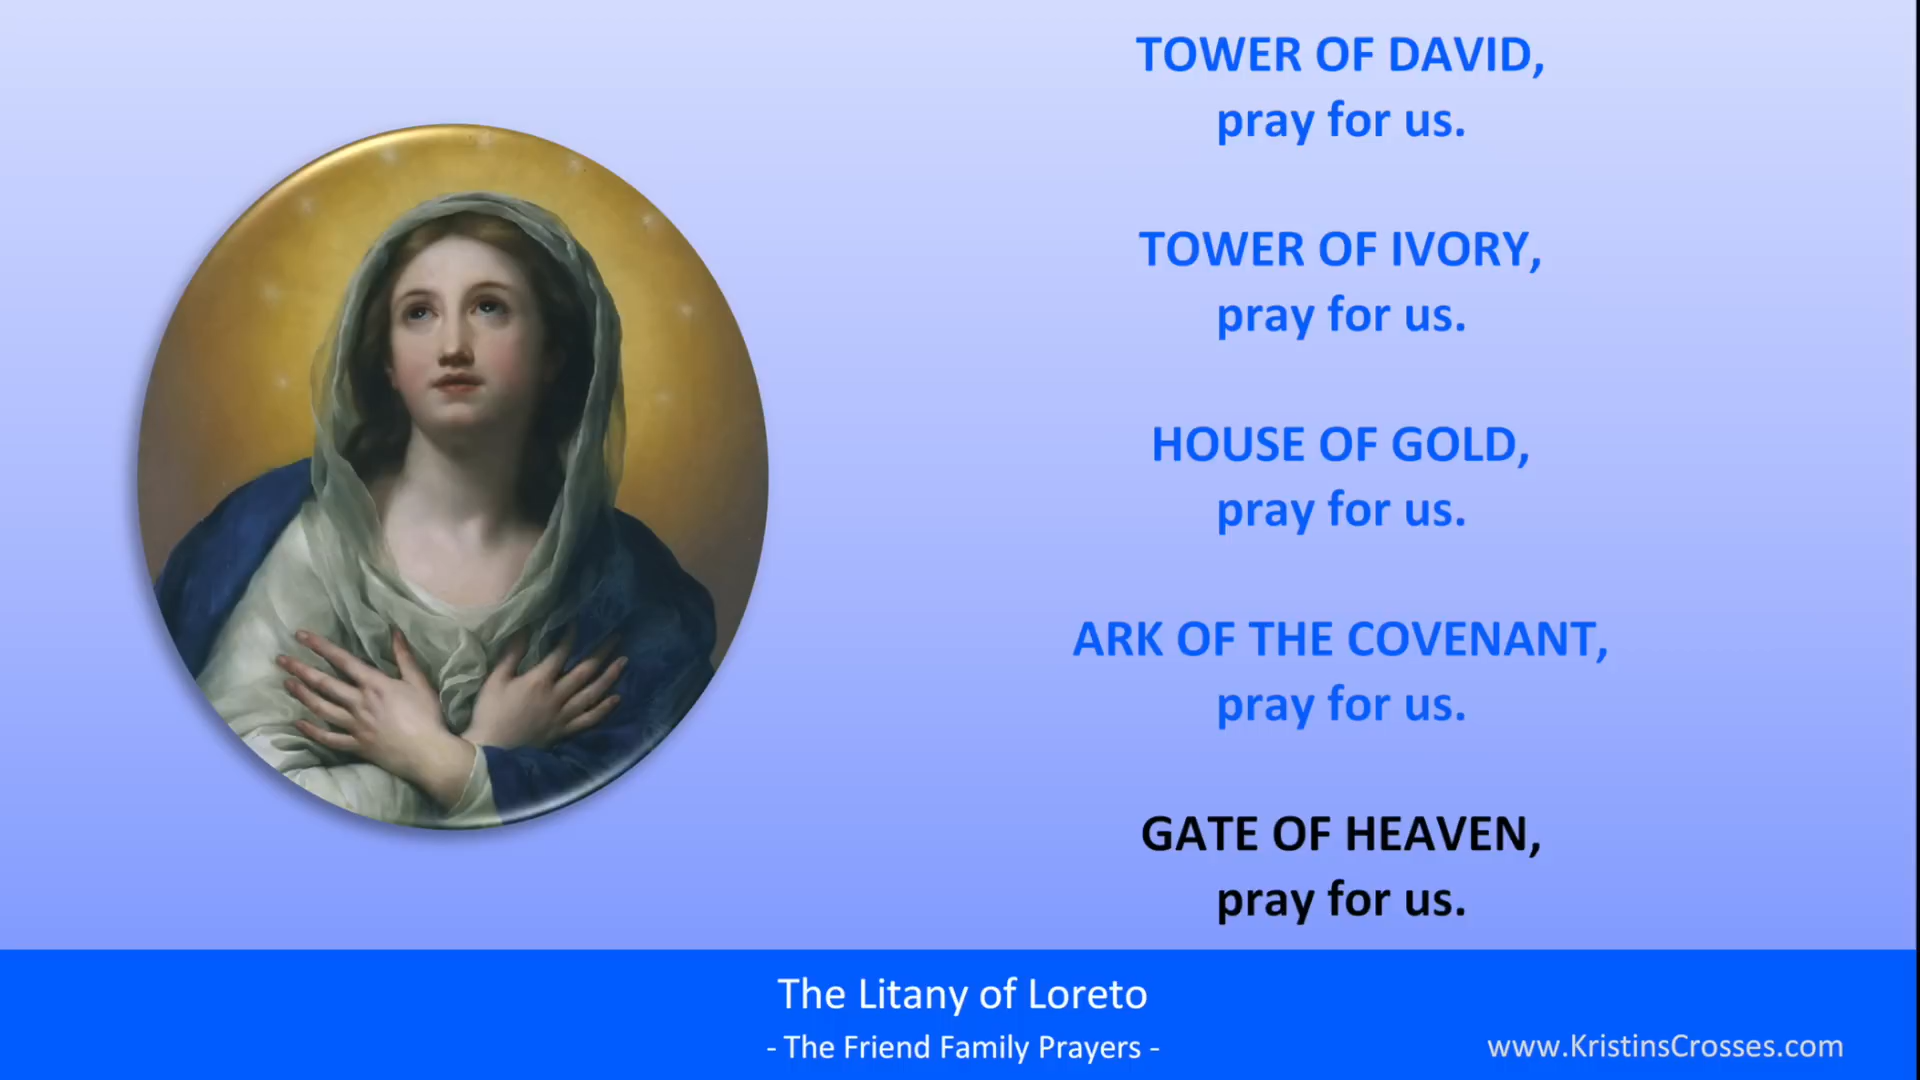 TOWER OF DAVID,
pray for us.
TOWER OF IVORY,
pray for us.
HOUSE OF GOLD,
pray for us.
ARK OF THE COVENANT,
pray for us.
GATE OF HEAVEN,
pray for us.
The Litany of Loreto
- The Friend Family Prayers -
www.KristinsCrosses.com